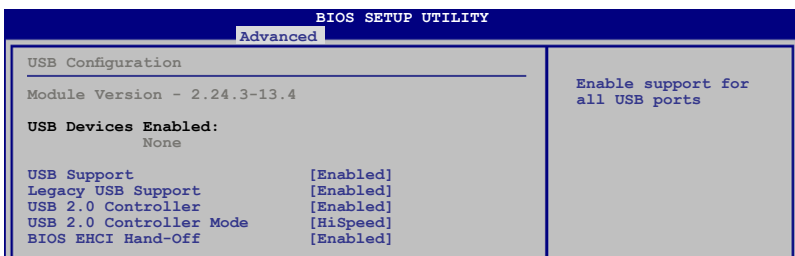 BIOS SETUP UTILITY
Advanced
USB Configuration
Module Version - 2.24.3-13.4
USB Devices Enabled:
None
USB Support [Enabled]
Legacy USB Support [Enabled]
USB 2.0 Controller [Enabled]
USB 2.0 Controller Mode [HiSpeed]
BIOS EHCI Hand-Off [Enabled]
Enable support for
all USB ports